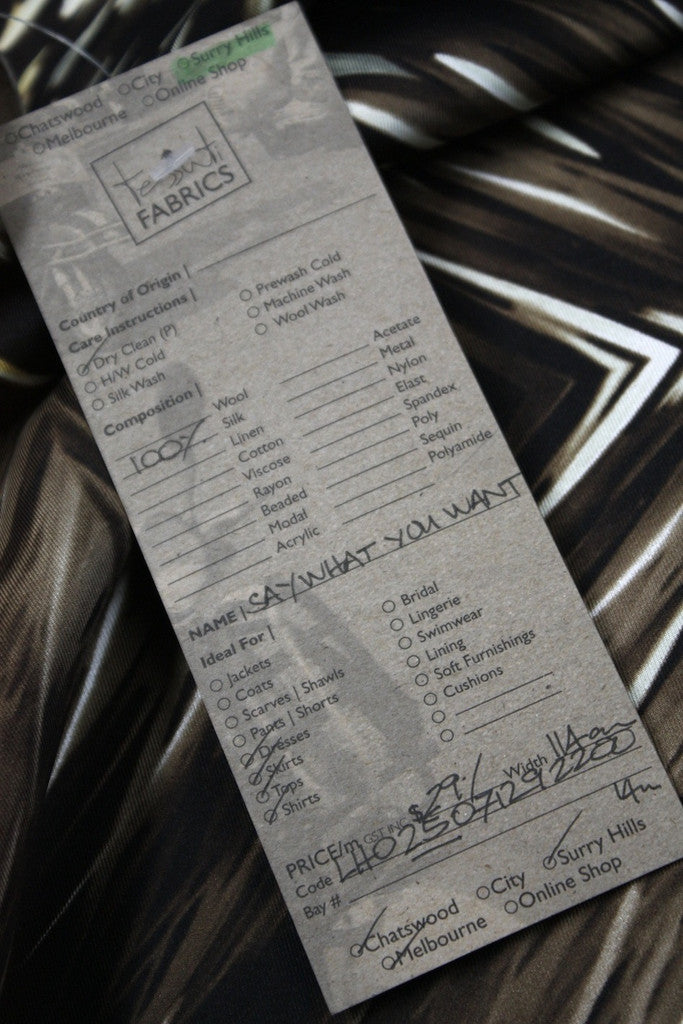 Chatswood City Surry Hills
Melbourne Online Shop
tessuti
FABRICS
Country of Origin |
Care Instructions |
Dry Clean (P)
H/W Cold
Silk Wash
Prewash Cold
Machine Wash
Wool Wash
Composition |
Wool
100% Silk
Linen
Cotton
Viscose
Rayon
Beaded
Modal
Acrylic
Acetate
Metal
Nylon
Elast
Spandex
Poly
Sequin
Polyamide
NAME | SAY WHAT YOU WANT
Ideal For |
Jackets
Coats
Scarves | Shawls
Pants | Shorts
Dresses
Skirts
Tops
Shirts
Bridal
Lingerie
Swimwear
Lining
Soft Furnishings
Cushions
PRICE/m GST INC $29.- Width 114cm
Code
Bay #
4m
Chatswood City Surry Hills
Melbourne Online Shop